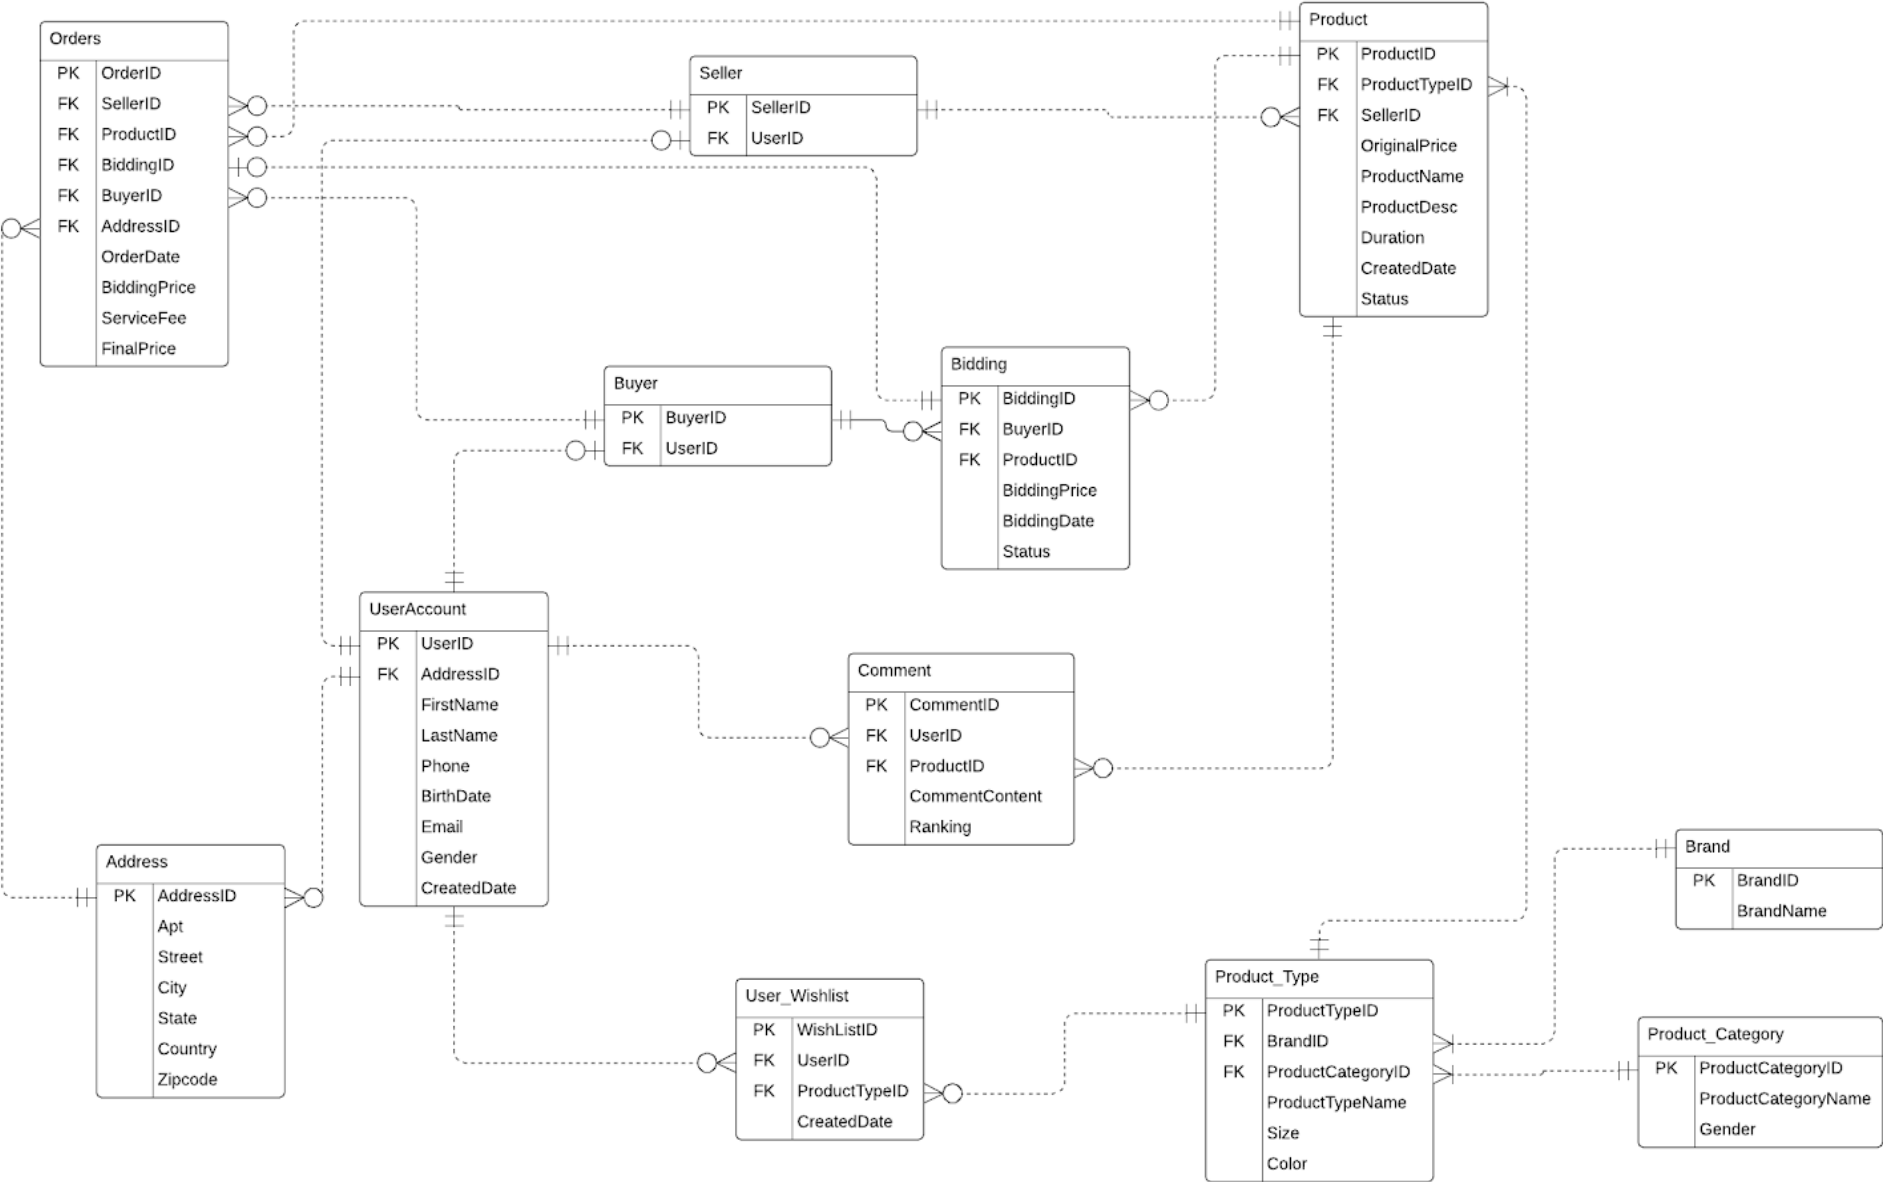 Orders
PK OrderID
FK SellerID
FK ProductID
FK BiddingID
FK BuyerID
FK AddressID
OrderDate
BiddingPrice
ServiceFee
FinalPrice
Seller
PK SellerID
FK UserID
Product
PK ProductID
FK ProductTypeID
FK SellerID
OriginalPrice
ProductName
ProductDesc
Duration
CreatedDate
Status
Buyer
PK BuyerID
FK UserID
Bidding
PK BiddingID
FK BuyerID
FK ProductID
BiddingPrice
BiddingDate
Status
UserAccount
PK UserID
FK AddressID
FirstName
LastName
Phone
BirthDate
Email
Gender
CreatedDate
Comment
PK CommentID
FK UserID
FK ProductID
CommentContent
Ranking
Address
PK AddressID
Apt
Street
City
State
Country
Zipcode
User_Wishlist
PK WishListID
FK UserID
FK ProductTypeID
CreatedDate
Product_Type
PK ProductTypeID
FK BrandID
FK ProductCategoryID
ProductTypeName
Size
Color
Brand
PK BrandID
BrandName
Product_Category
PK ProductCategoryID
ProductCategoryName
Gender